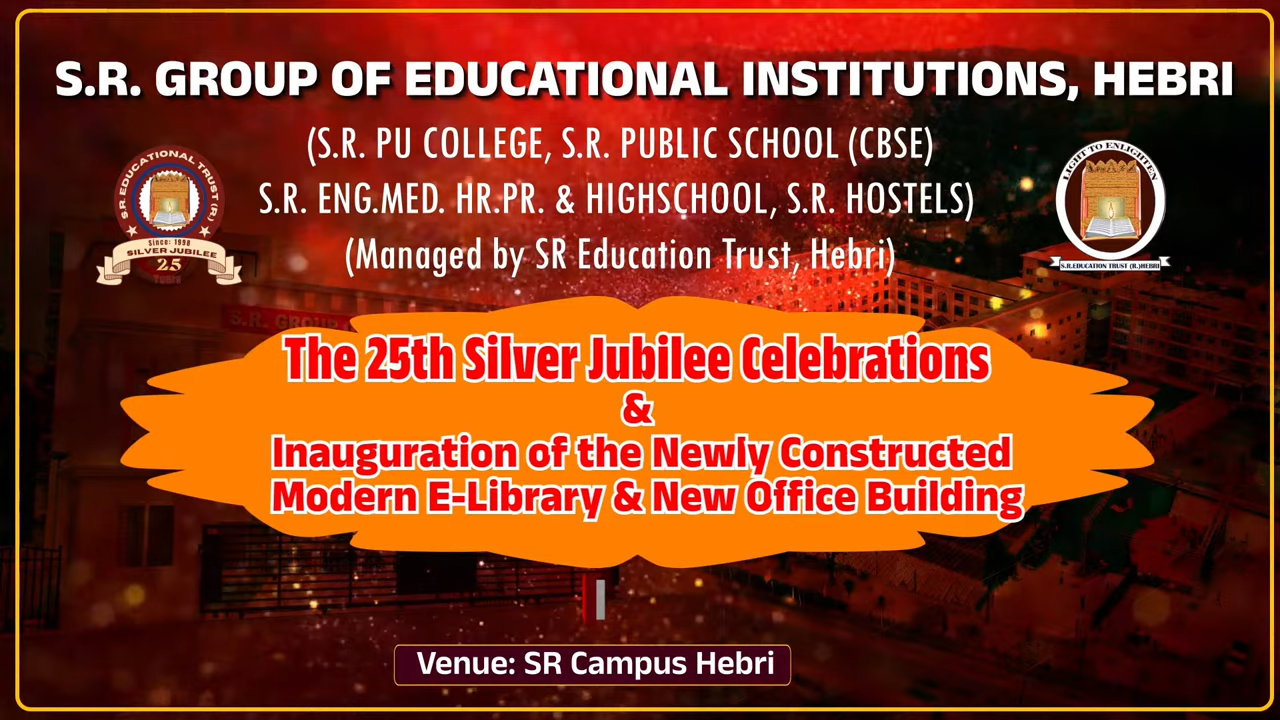 S.R. GROUP OF EDUCATIONAL INSTITUTIONS, HEBRI
(S.R. PU COLLEGE, S.R. PUBLIC SCHOOL (CBSE)
S.R. ENG.MED. HR.PR. & HIGHSCHOOL, S.R. HOSTELS)
(Managed by SR Education Trust, Hebri)
S.R. EDUCATIONAL TRUST (R.)
Since: 1998
SILVER JUBILEE
25
LIGHT TO ENLIGHTEN
S.R.EDUCATION TRUST (R.)HEBRI
S.R. GROUP
The 25th Silver Jubilee Celebrations
&
Inauguration of the Newly Constructed
Modern E-Library & New Office Building
Venue: SR Campus Hebri